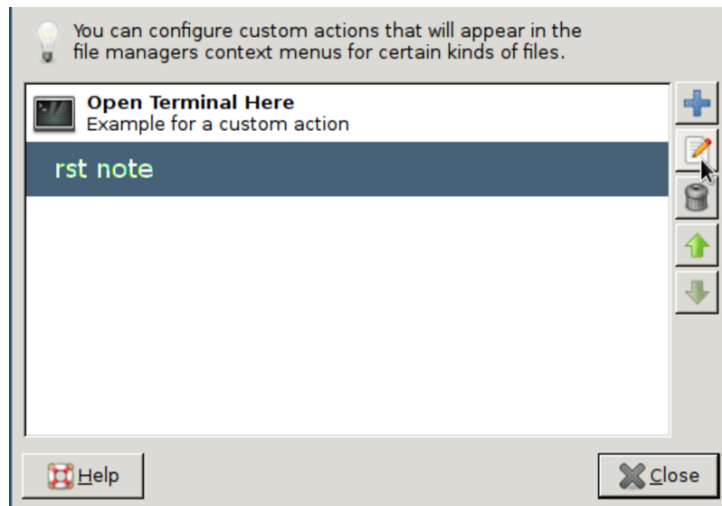 You can configure custom actions that will appear in the
file managers context menus for certain kinds of files.
Open Terminal Here
Example for a custom action
rst note
Help
Close